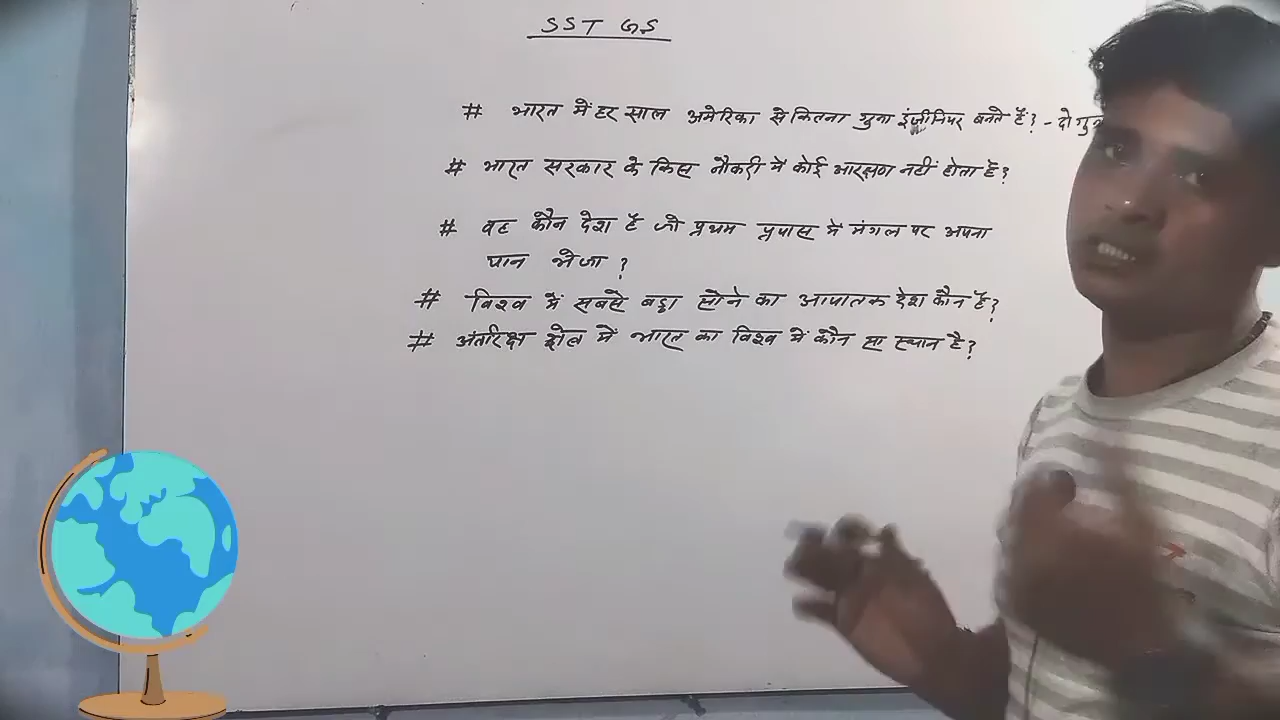 SST GS
# भारत में हर साल अमेरिका से कितना गुना इंजीनियर बनते हैं? - दो गुना
# भारत सरकार के किस नौकरी में कोई आरक्षण नहीं होता है?
# वह कौन देश है जो प्रथम प्रयास में मंगल पर अपना
यान भेजा ?
# विश्व में सबसे बड़ा सोने का आयातक देश कौन है?
# अंतरिक्ष क्षेत्र में भारत का विश्व में कौन सा स्थान है?